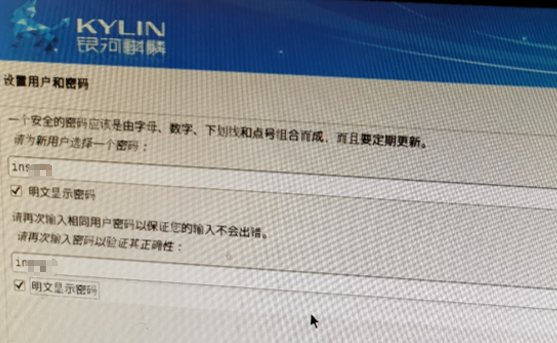 KYLIN
银河麒麟
设置用户和密码
一个安全的密码应该是由字母、数字、下划线和点号组合而成，而且要定期更新。
请为新用户选择一个密码：
ins
明文显示密码
请再次输入相同用户密码以保证您的输入不会出错。
请再次输入密码以验证其正确性：
in
明文显示密码